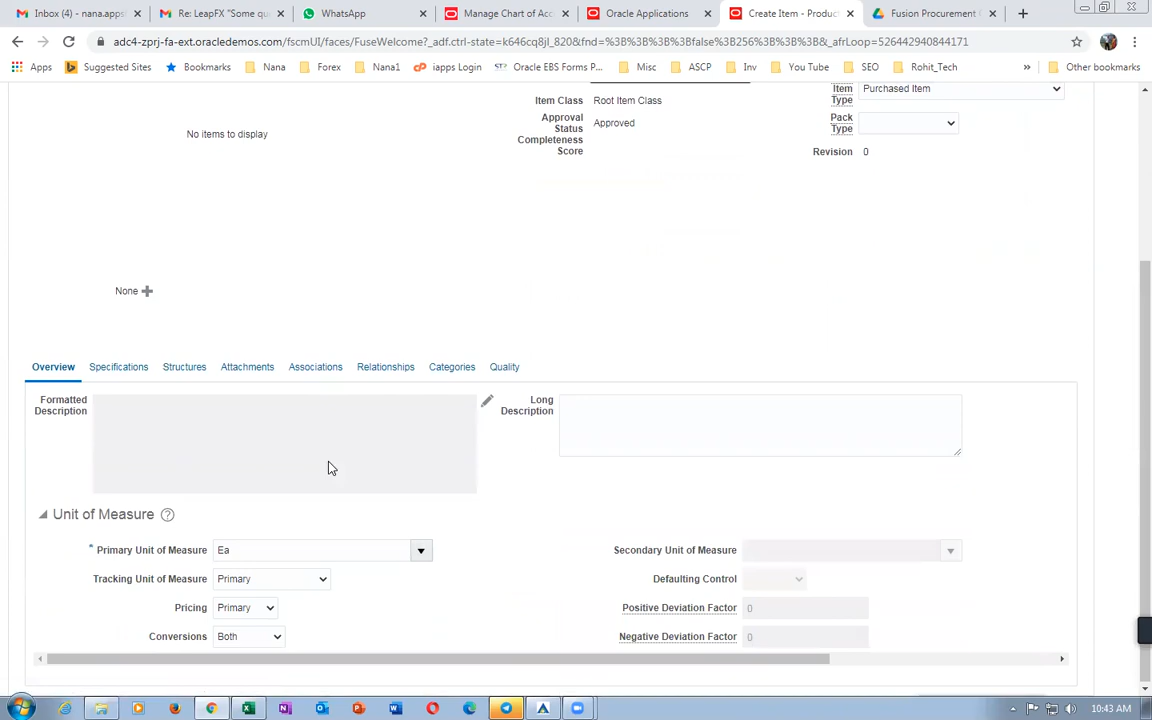 Inbox (4) - nana.apps
Re: LeapFX "Some qu
WhatsApp
Manage Chart of Acc
Oracle Applications
Create Item - Product
Fusion Procurement
adc4-zprj-fa-ext.oracledemos.com/fscmUI/faces/FuseWelcome?_adf.ctrl-state=k646cq8jl_820&fnd=%3B%3B%3B%3Bfalse%3B256%3B%3B%3B&_afrLoop=526442940844171
Apps
Suggested Sites
Bookmarks
Nana
Forex
Nana1
iapps Login
Oracle EBS Forms P...
Misc
ASCP
Inv
You Tube
SEO
Rohit_Tech
»
Other bookmarks
Item Type
Purchased Item
Item Class
Root Item Class
Approval Status
Approved
Pack Type
Completeness Score
Revision
0
No items to display
None
Overview
Specifications
Structures
Attachments
Associations
Relationships
Categories
Quality
Formatted Description
Long Description
Unit of Measure
* Primary Unit of Measure
Ea
Secondary Unit of Measure
Tracking Unit of Measure
Primary
Defaulting Control
Pricing
Primary
Positive Deviation Factor
0
Conversions
Both
Negative Deviation Factor
0
10:43 AM